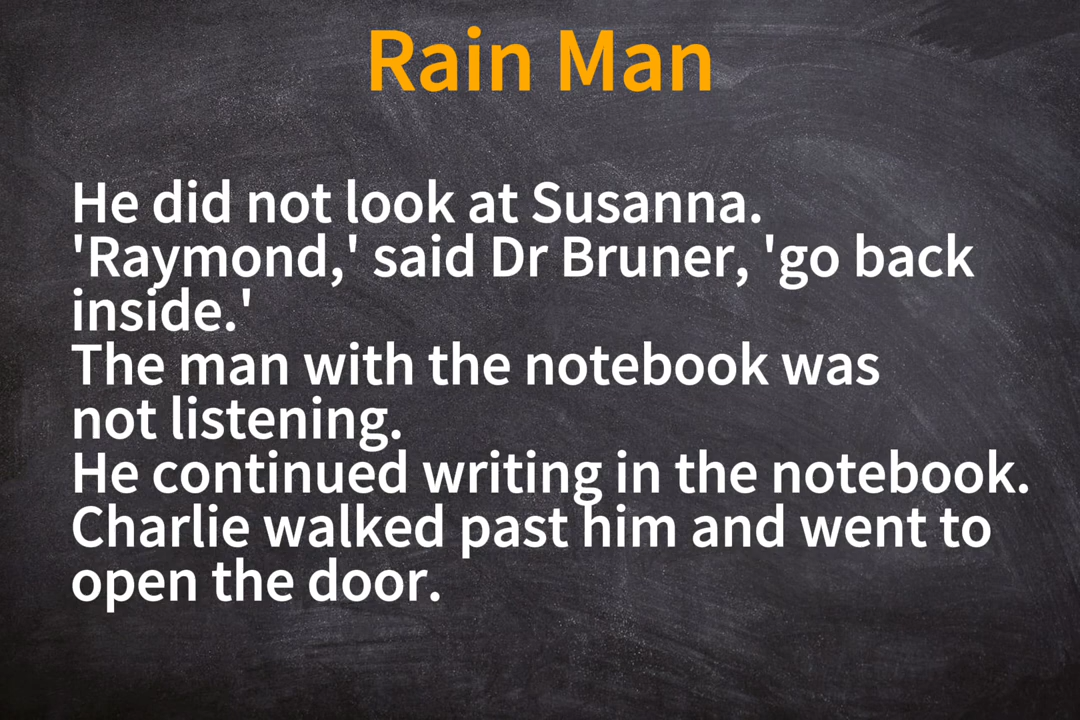 Rain Man
He did not look at Susanna.
'Raymond,' said Dr Bruner, 'go back
inside.'
The man with the notebook was
not listening.
He continued writing in the notebook.
Charlie walked past him and went to
open the door.